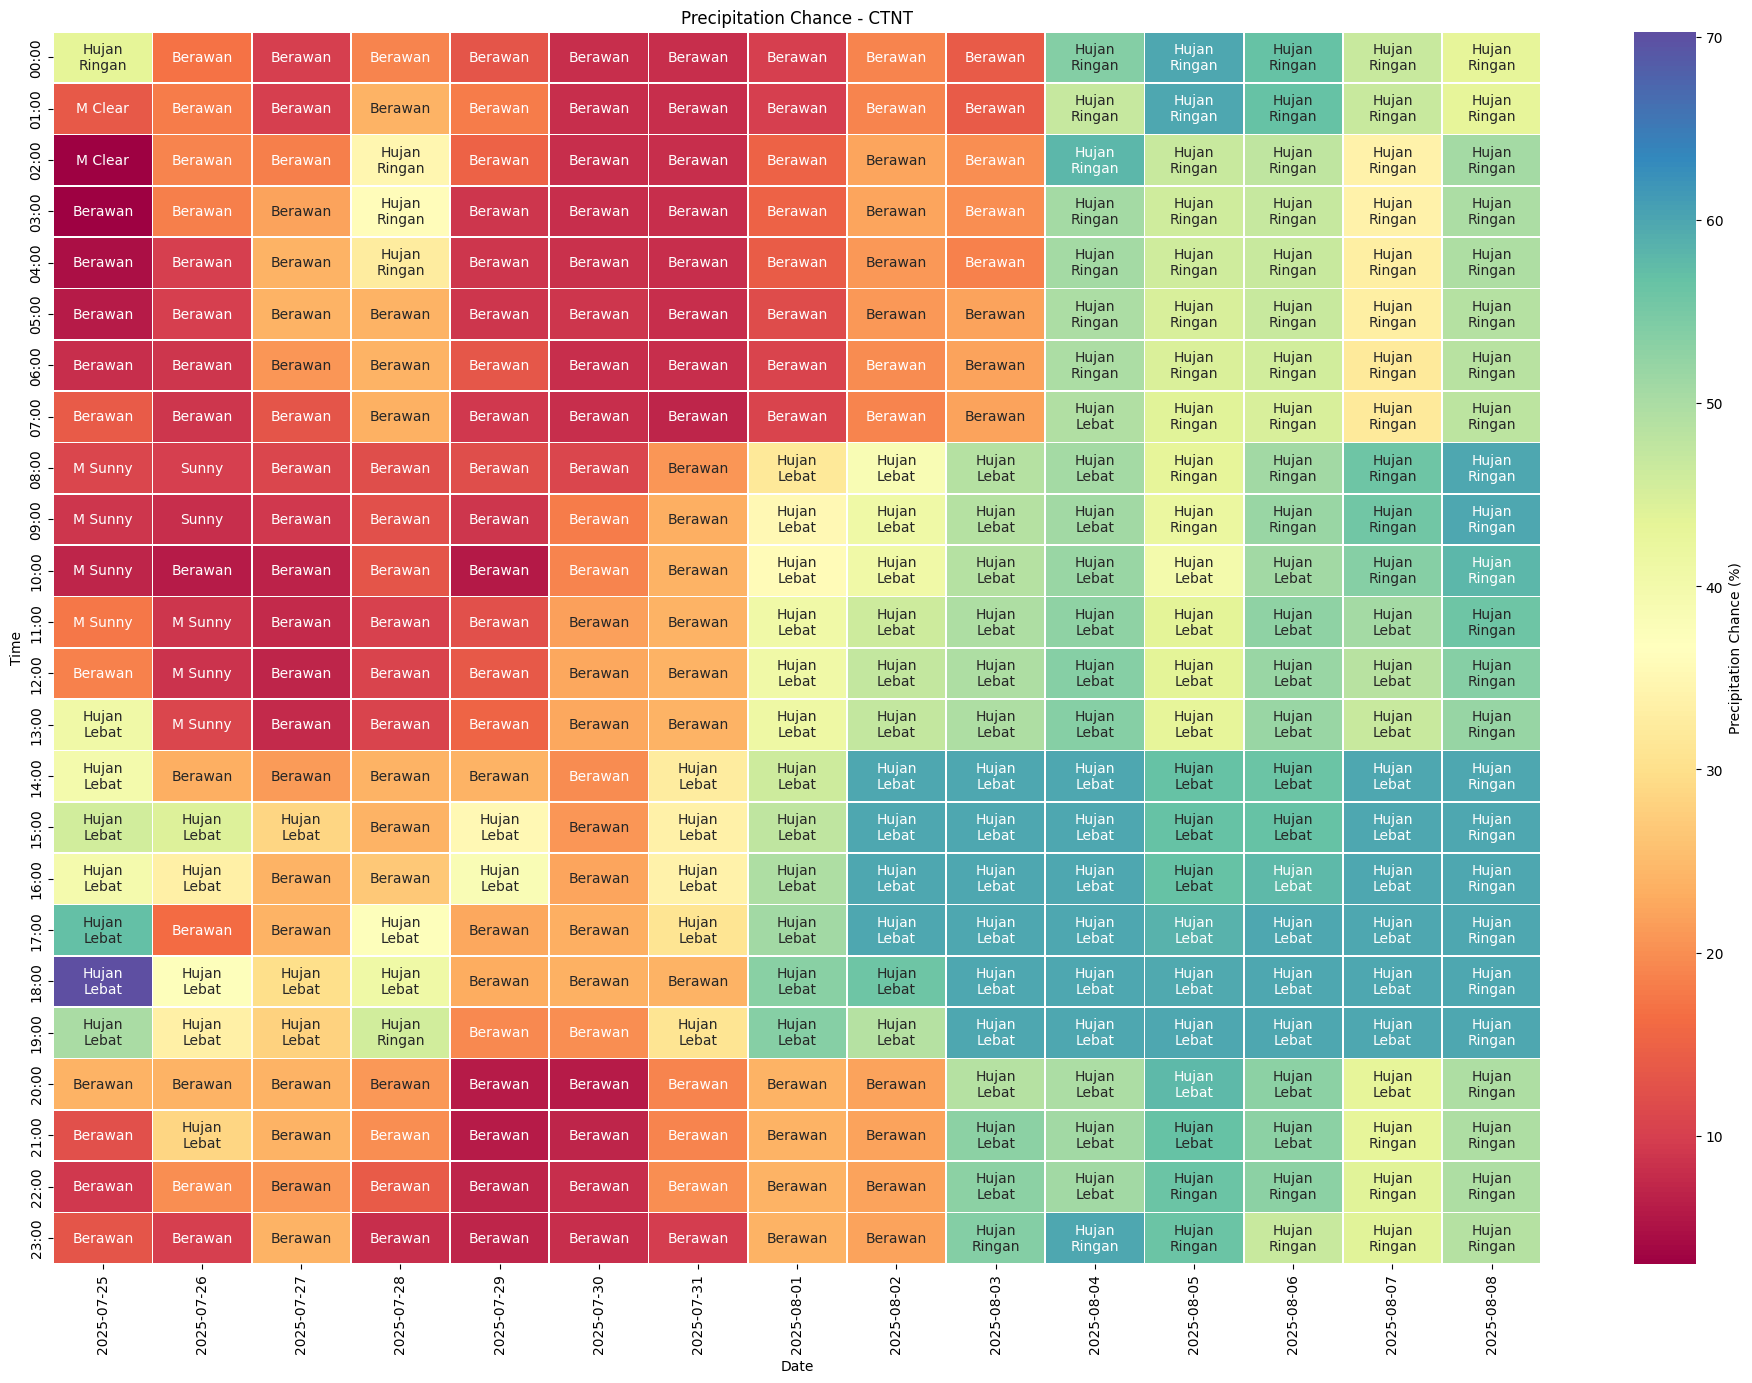 Precipitation Chance - CTNT
00:00 Hujan Ringan Berawan Berawan Berawan Berawan Berawan Berawan Berawan Berawan Berawan Hujan Ringan Hujan Ringan Hujan Ringan Hujan Ringan Hujan Ringan
01:00 M Clear Berawan Berawan Berawan Berawan Berawan Berawan Berawan Berawan Berawan Hujan Ringan Hujan Ringan Hujan Ringan Hujan Ringan Hujan Ringan
02:00 M Clear Berawan Berawan Hujan Ringan Berawan Berawan Berawan Berawan Berawan Berawan Hujan Ringan Hujan Ringan Hujan Ringan Hujan Ringan Hujan Ringan
03:00 Berawan Berawan Berawan Hujan Ringan Berawan Berawan Berawan Berawan Berawan Berawan Hujan Ringan Hujan Ringan Hujan Ringan Hujan Ringan Hujan Ringan
04:00 Berawan Berawan Berawan Hujan Ringan Berawan Berawan Berawan Berawan Berawan Berawan Hujan Ringan Hujan Ringan Hujan Ringan Hujan Ringan Hujan Ringan
05:00 Berawan Berawan Berawan Berawan Berawan Berawan Berawan Berawan Berawan Berawan Hujan Ringan Hujan Ringan Hujan Ringan Hujan Ringan Hujan Ringan
06:00 Berawan Berawan Berawan Berawan Berawan Berawan Berawan Berawan Berawan Berawan Hujan Ringan Hujan Ringan Hujan Ringan Hujan Ringan Hujan Ringan
07:00 Berawan Berawan Berawan Berawan Berawan Berawan Berawan Berawan Berawan Berawan Hujan Lebat Hujan Ringan Hujan Ringan Hujan Ringan Hujan Ringan
08:00 M Sunny Sunny Berawan Berawan Berawan Berawan Berawan Hujan Lebat Hujan Lebat Hujan Lebat Hujan Lebat Hujan Ringan Hujan Ringan Hujan Ringan Hujan Ringan
09:00 M Sunny Sunny Berawan Berawan Berawan Berawan Berawan Hujan Lebat Hujan Lebat Hujan Lebat Hujan Lebat Hujan Ringan Hujan Ringan Hujan Ringan Hujan Ringan
10:00 M Sunny Berawan Berawan Berawan Berawan Berawan Berawan Hujan Lebat Hujan Lebat Hujan Lebat Hujan Lebat Hujan Lebat Hujan Lebat Hujan Ringan Hujan Ringan
11:00 M Sunny M Sunny Berawan Berawan Berawan Berawan Berawan Hujan Lebat Hujan Lebat Hujan Lebat Hujan Lebat Hujan Lebat Hujan Lebat Hujan Lebat Hujan Ringan
12:00 Berawan M Sunny Berawan Berawan Berawan Berawan Berawan Hujan Lebat Hujan Lebat Hujan Lebat Hujan Lebat Hujan Lebat Hujan Lebat Hujan Lebat Hujan Ringan
13:00 Hujan Lebat M Sunny Berawan Berawan Berawan Berawan Berawan Hujan Lebat Hujan Lebat Hujan Lebat Hujan Lebat Hujan Lebat Hujan Lebat Hujan Lebat Hujan Ringan
14:00 Hujan Lebat Berawan Berawan Berawan Berawan Berawan Hujan Lebat Hujan Lebat Hujan Lebat Hujan Lebat Hujan Lebat Hujan Lebat Hujan Lebat Hujan Lebat Hujan Ringan
15:00 Hujan Lebat Hujan Lebat Hujan Lebat Berawan Hujan Lebat Berawan Hujan Lebat Hujan Lebat Hujan Lebat Hujan Lebat Hujan Lebat Hujan Lebat Hujan Lebat Hujan Lebat Hujan Ringan
16:00 Hujan Lebat Hujan Lebat Berawan Berawan Hujan Lebat Berawan Hujan Lebat Hujan Lebat Hujan Lebat Hujan Lebat Hujan Lebat Hujan Lebat Hujan Lebat Hujan Lebat Hujan Ringan
17:00 Hujan Lebat Berawan Berawan Hujan Lebat Berawan Berawan Hujan Lebat Hujan Lebat Hujan Lebat Hujan Lebat Hujan Lebat Hujan Lebat Hujan Lebat Hujan Lebat Hujan Ringan
18:00 Hujan Lebat Hujan Lebat Hujan Lebat Hujan Lebat Berawan Berawan Berawan Hujan Lebat Hujan Lebat Hujan Lebat Hujan Lebat Hujan Lebat Hujan Lebat Hujan Lebat Hujan Ringan
19:00 Hujan Lebat Hujan Lebat Hujan Lebat Hujan Ringan Berawan Berawan Hujan Lebat Hujan Lebat Hujan Lebat Hujan Lebat Hujan Lebat Hujan Lebat Hujan Lebat Hujan Lebat Hujan Ringan
20:00 Berawan Berawan Berawan Berawan Berawan Berawan Berawan Berawan Berawan Hujan Lebat Hujan Lebat Hujan Lebat Hujan Lebat Hujan Lebat Hujan Ringan
21:00 Berawan Hujan Lebat Berawan Berawan Berawan Berawan Berawan Berawan Berawan Hujan Lebat Hujan Lebat Hujan Lebat Hujan Lebat Hujan Ringan Hujan Ringan
22:00 Berawan Berawan Berawan Berawan Berawan Berawan Berawan Berawan Berawan Hujan Lebat Hujan Lebat Hujan Ringan Hujan Ringan Hujan Ringan Hujan Ringan
23:00 Berawan Berawan Berawan Berawan Berawan Berawan Berawan Berawan Berawan Hujan Ringan Hujan Ringan Hujan Ringan Hujan Ringan Hujan Ringan Hujan Ringan
Time
2025-07-25 2025-07-26 2025-07-27 2025-07-28 2025-07-29 2025-07-30 2025-07-31 2025-08-01 2025-08-02 2025-08-03 2025-08-04 2025-08-05 2025-08-06 2025-08-07 2025-08-08
Date
70
60
50
40
30
20
10
Precipitation Chance (%)